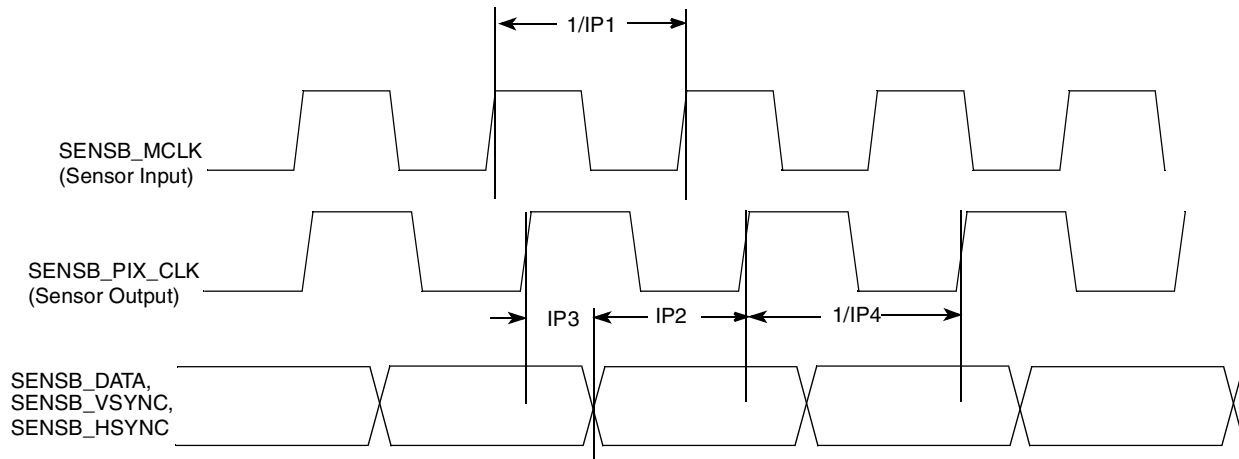 1/IP1
SENSB_MCLK
(Sensor Input)
SENSB_PIX_CLK
(Sensor Output)
IP3
IP2
1/IP4
SENSB_DATA,
SENSB_VSYNC,
SENSB_HSYNC